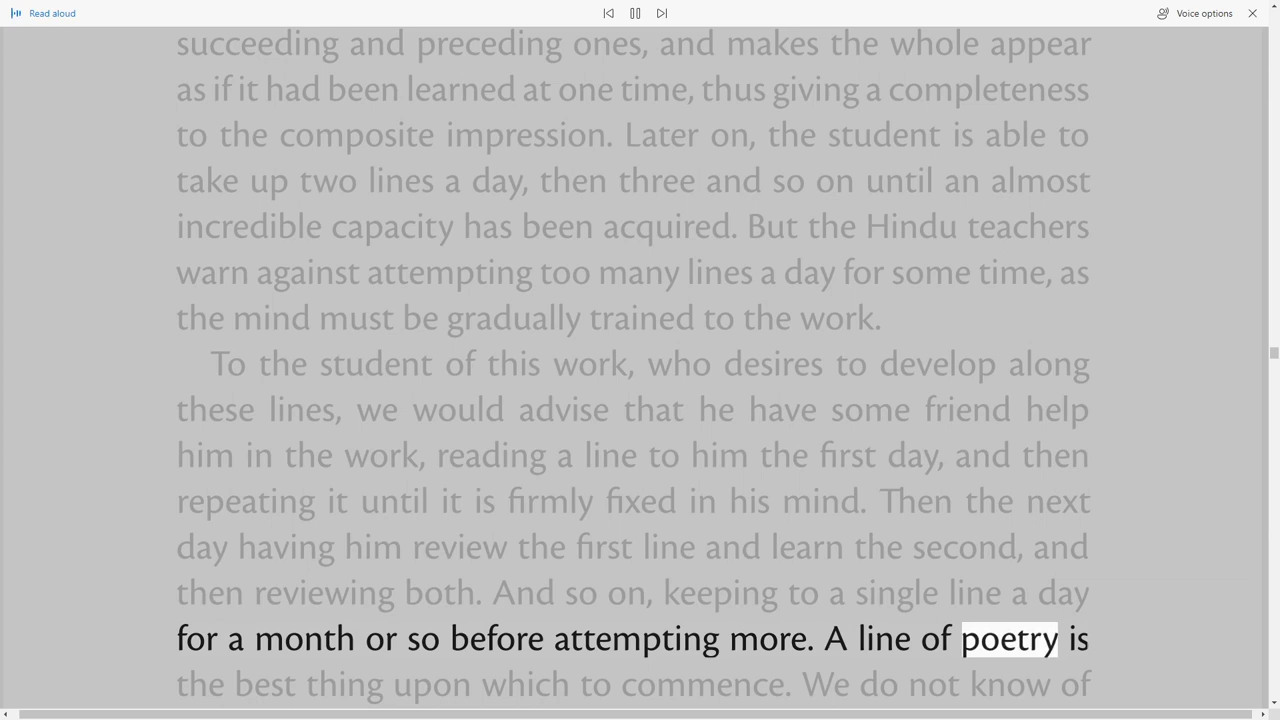 Read aloud
Voice options
succeeding and preceding ones, and makes the whole appear
as if it had been learned at one time, thus giving a completeness
to the composite impression. Later on, the student is able to
take up two lines a day, then three and so on until an almost
incredible capacity has been acquired. But the Hindu teachers
warn against attempting too many lines a day for some time, as
the mind must be gradually trained to the work.
To the student of this work, who desires to develop along
these lines, we would advise that he have some friend help
him in the work, reading a line to him the first day, and then
repeating it until it is firmly fixed in his mind. Then the next
day having him review the first line and learn the second, and
then reviewing both. And so on, keeping to a single line a day
for a month or so before attempting more. A line of poetry is
the best thing upon which to commence. We do not know of